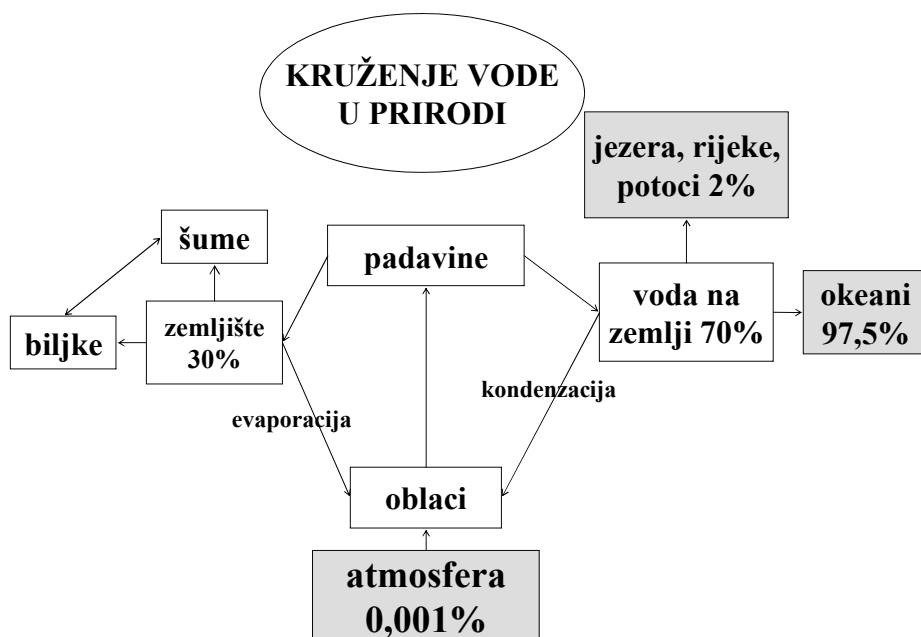 KRUŽENJE VODE
U PRIRODI
jezera, rijeke,
potoci 2%
šume
padavine
voda na
zemlji 70%
okeani
97,5%
biljke
zemljište
30%
evaporacija
kondenzacija
oblaci
atmosfera
0,001%